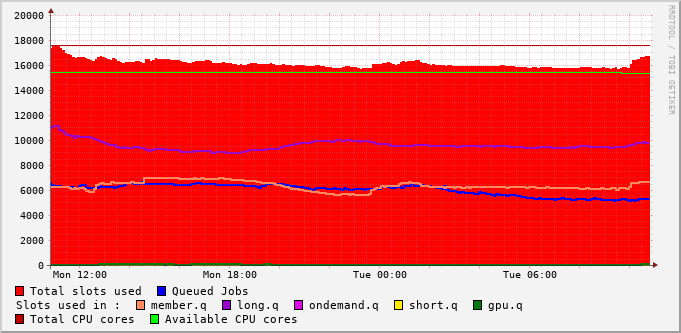 20000
18000
16000
14000
12000
10000
8000
6000
4000
2000
0
Mon 12:00 Mon 18:00 Tue 00:00 Tue 06:00
Total slots used Queued Jobs
Slots used in : member.q long.q ondemand.q short.q gpu.q
Total CPU cores Available CPU cores
RRDTOOL / TOBI OETIKER